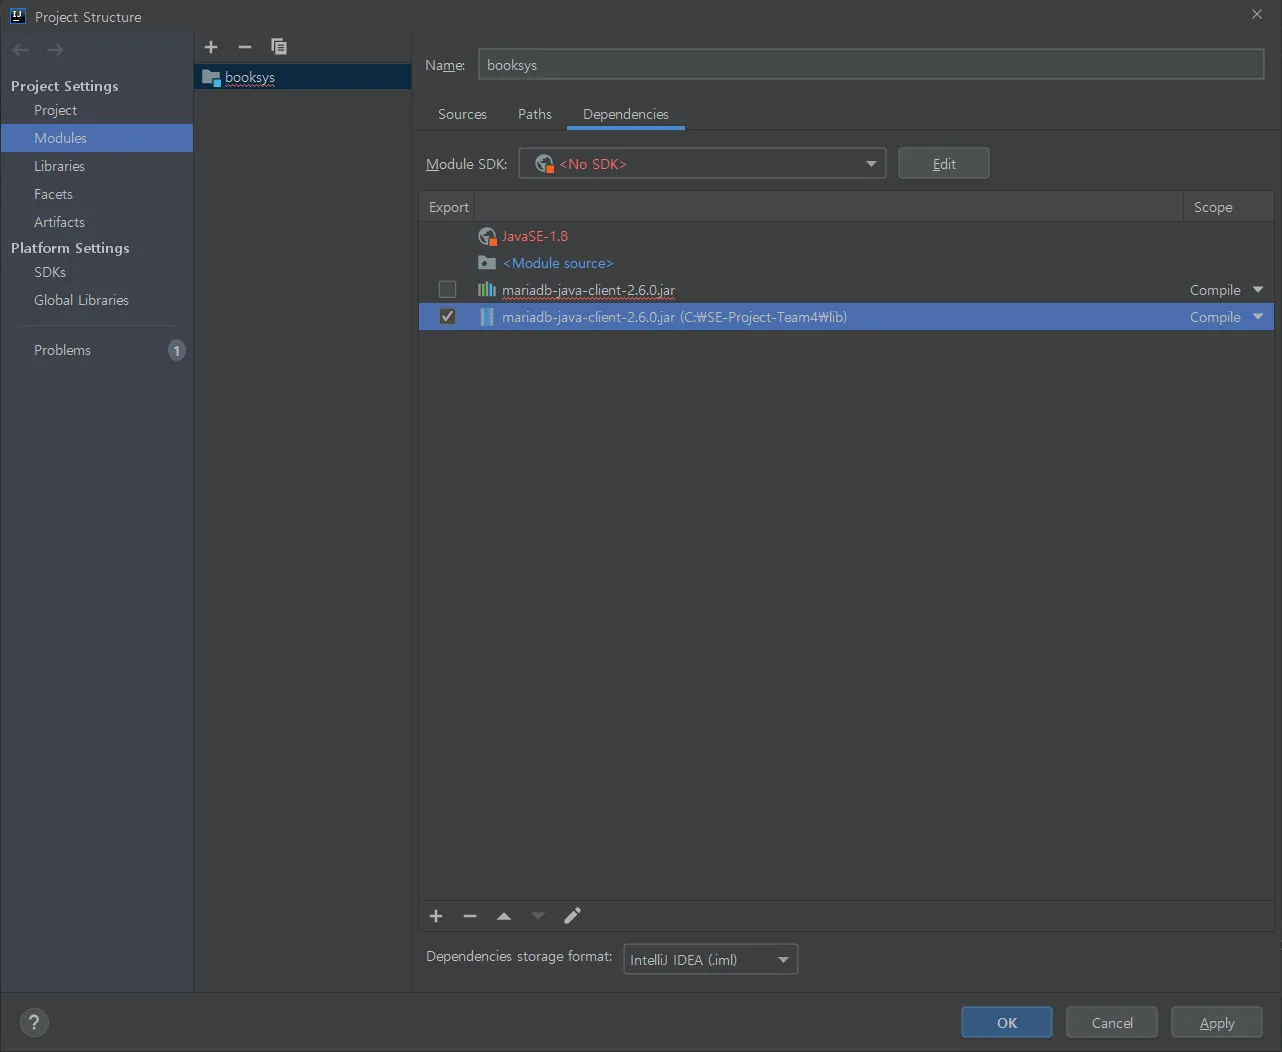 Project Structure
Project Settings
Project
Modules
Libraries
Facets
Artifacts
Platform Settings
SDKs
Global Libraries
Problems
1
booksys
Name: booksys
Sources Paths Dependencies
Module SDK: <No SDK> Edit
Export Scope
JavaSE-1.8
<Module source>
mariadb-java-client-2.6.0.jar Compile
mariadb-java-client-2.6.0.jar (C:₩SE-Project-Team4₩lib) Compile
Dependencies storage format: IntelliJ IDEA (.iml)
? OK Cancel Apply